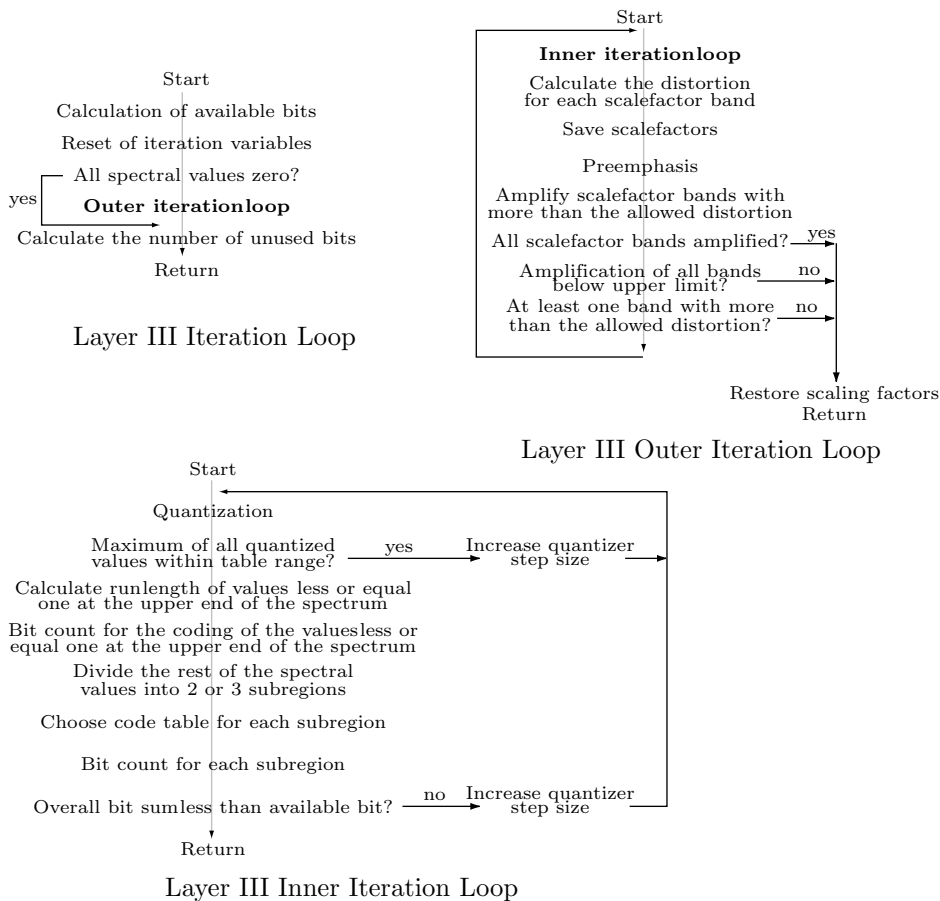 Start
Calculation of available bits
Reset of iteration variables
All spectral values zero?
yes
Outer iterationloop
Calculate the number of unused bits
Return
Layer III Iteration Loop
Start
Inner iterationloop
Calculate the distortion
for each scalefactor band
Save scalefactors
Preemphasis
Amplify scalefactor bands with
more than the allowed distortion
All scalefactor bands amplified?
yes
Amplification of all bands
below upper limit?
no
At least one band with more
than the allowed distortion?
no
Restore scaling factors
Return
Layer III Outer Iteration Loop
Start
Quantization
Maximum of all quantized
values within table range?
yes
Increase quantizer
step size
Calculate runlength of values less or equal
one at the upper end of the spectrum
Bit count for the coding of the valuesless or
equal one at the upper end of the spectrum
Divide the rest of the spectral
values into 2 or 3 subregions
Choose code table for each subregion
Bit count for each subregion
Overall bit sumless than available bit?
no
Increase quantizer
step size
Return
Layer III Inner Iteration Loop